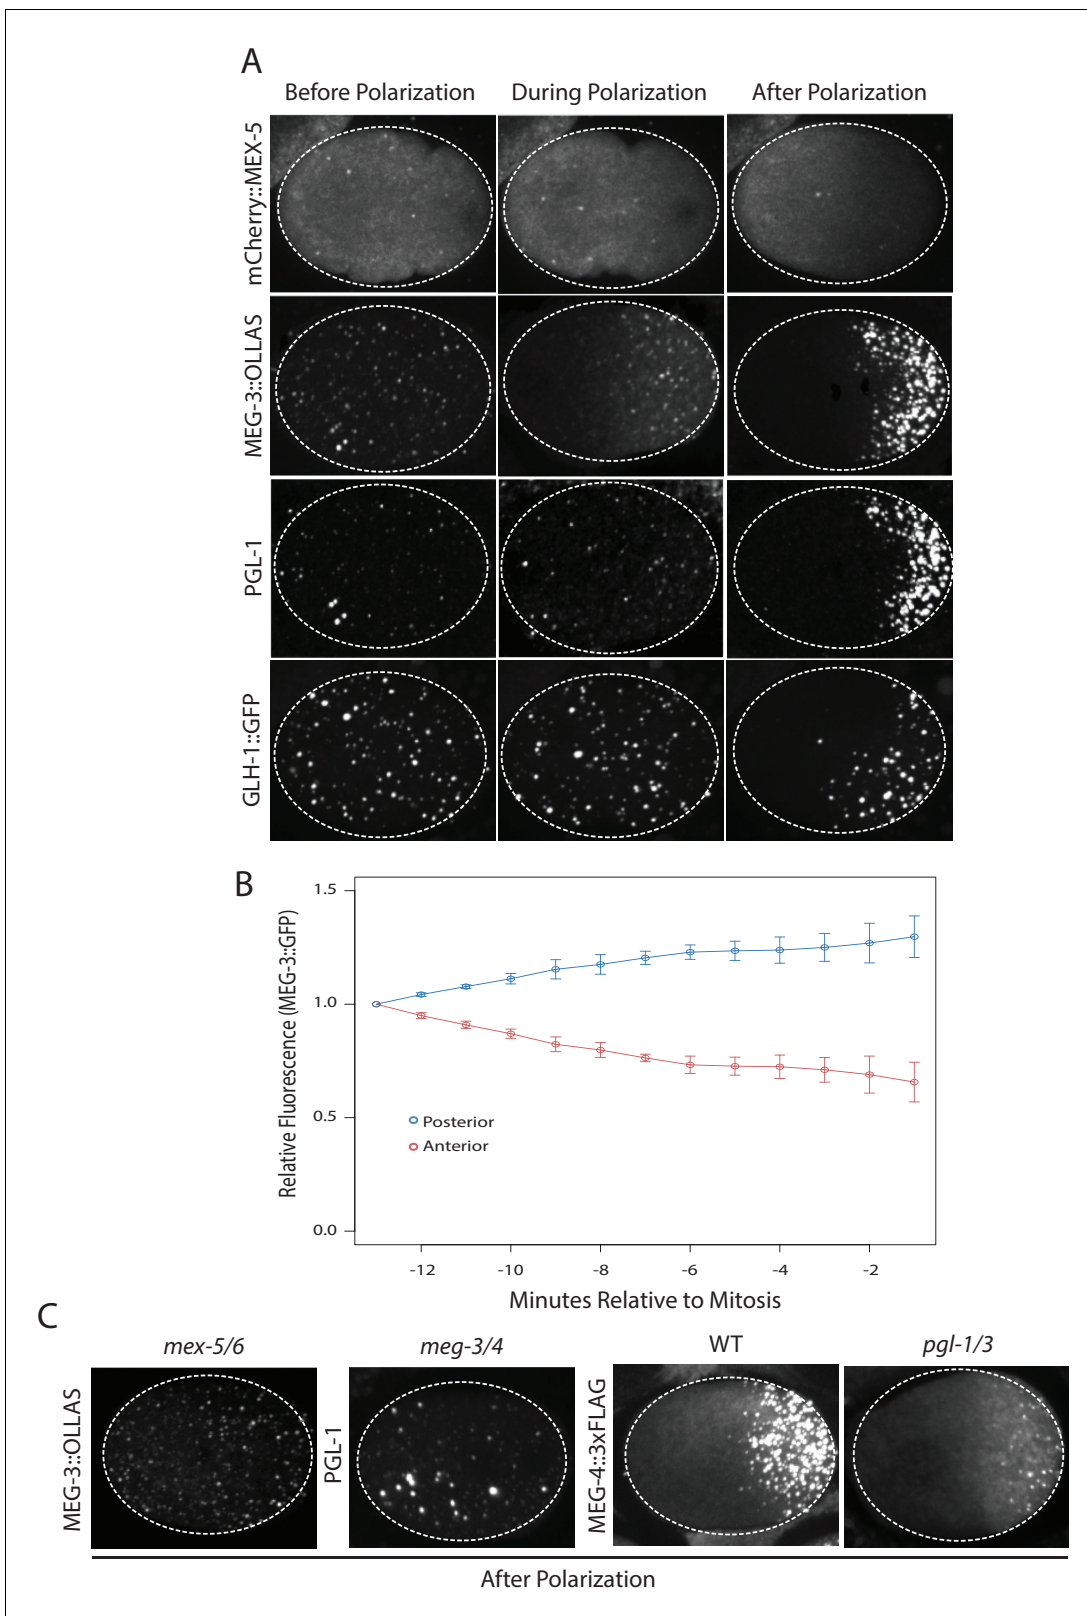 A
Before Polarization
During Polarization
After Polarization
mCherry::MEX-5
MEG-3::OLLAS
PGL-1
GLH-1::GFP
B
Relative Fluorescence (MEG-3::GFP)
1.5
1.0
0.5
0.0
Posterior
Anterior
-12
-10
-8
-6
-4
-2
Minutes Relative to Mitosis
C
mex-5/6
meg-3/4
WT
pgl-1/3
MEG-3::OLLAS
PGL-1
MEG-4::3xFLAG
After Polarization